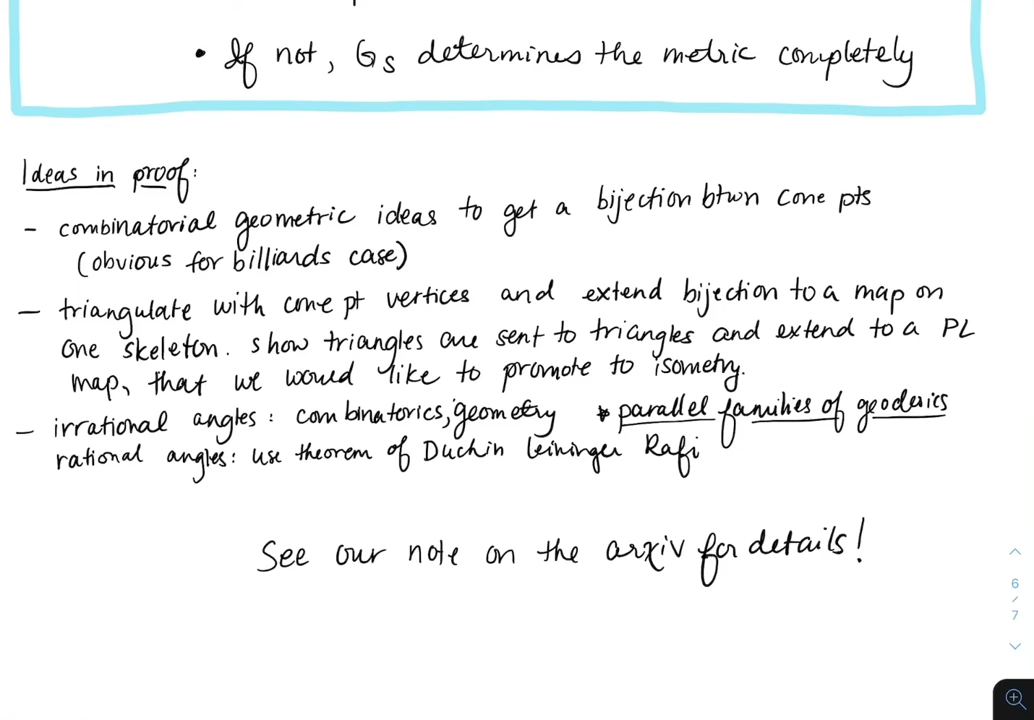 • If not, Gs determines the metric completely
Ideas in proof:
- combinatorial geometric ideas to get a bijection btwn cone pts
(obvious for billiards case)
- triangulate with cone pt vertices and extend bijection to a map on
one skeleton. show triangles are sent to triangles and extend to a PL
map, that we would like to promote to isometry.
- irrational angles: combinatorics, geometry * parallel families of geodesics
rational angles: use theorem of Duchin Leininger Rafi
See our note on the arxiv for details!
6
/
7